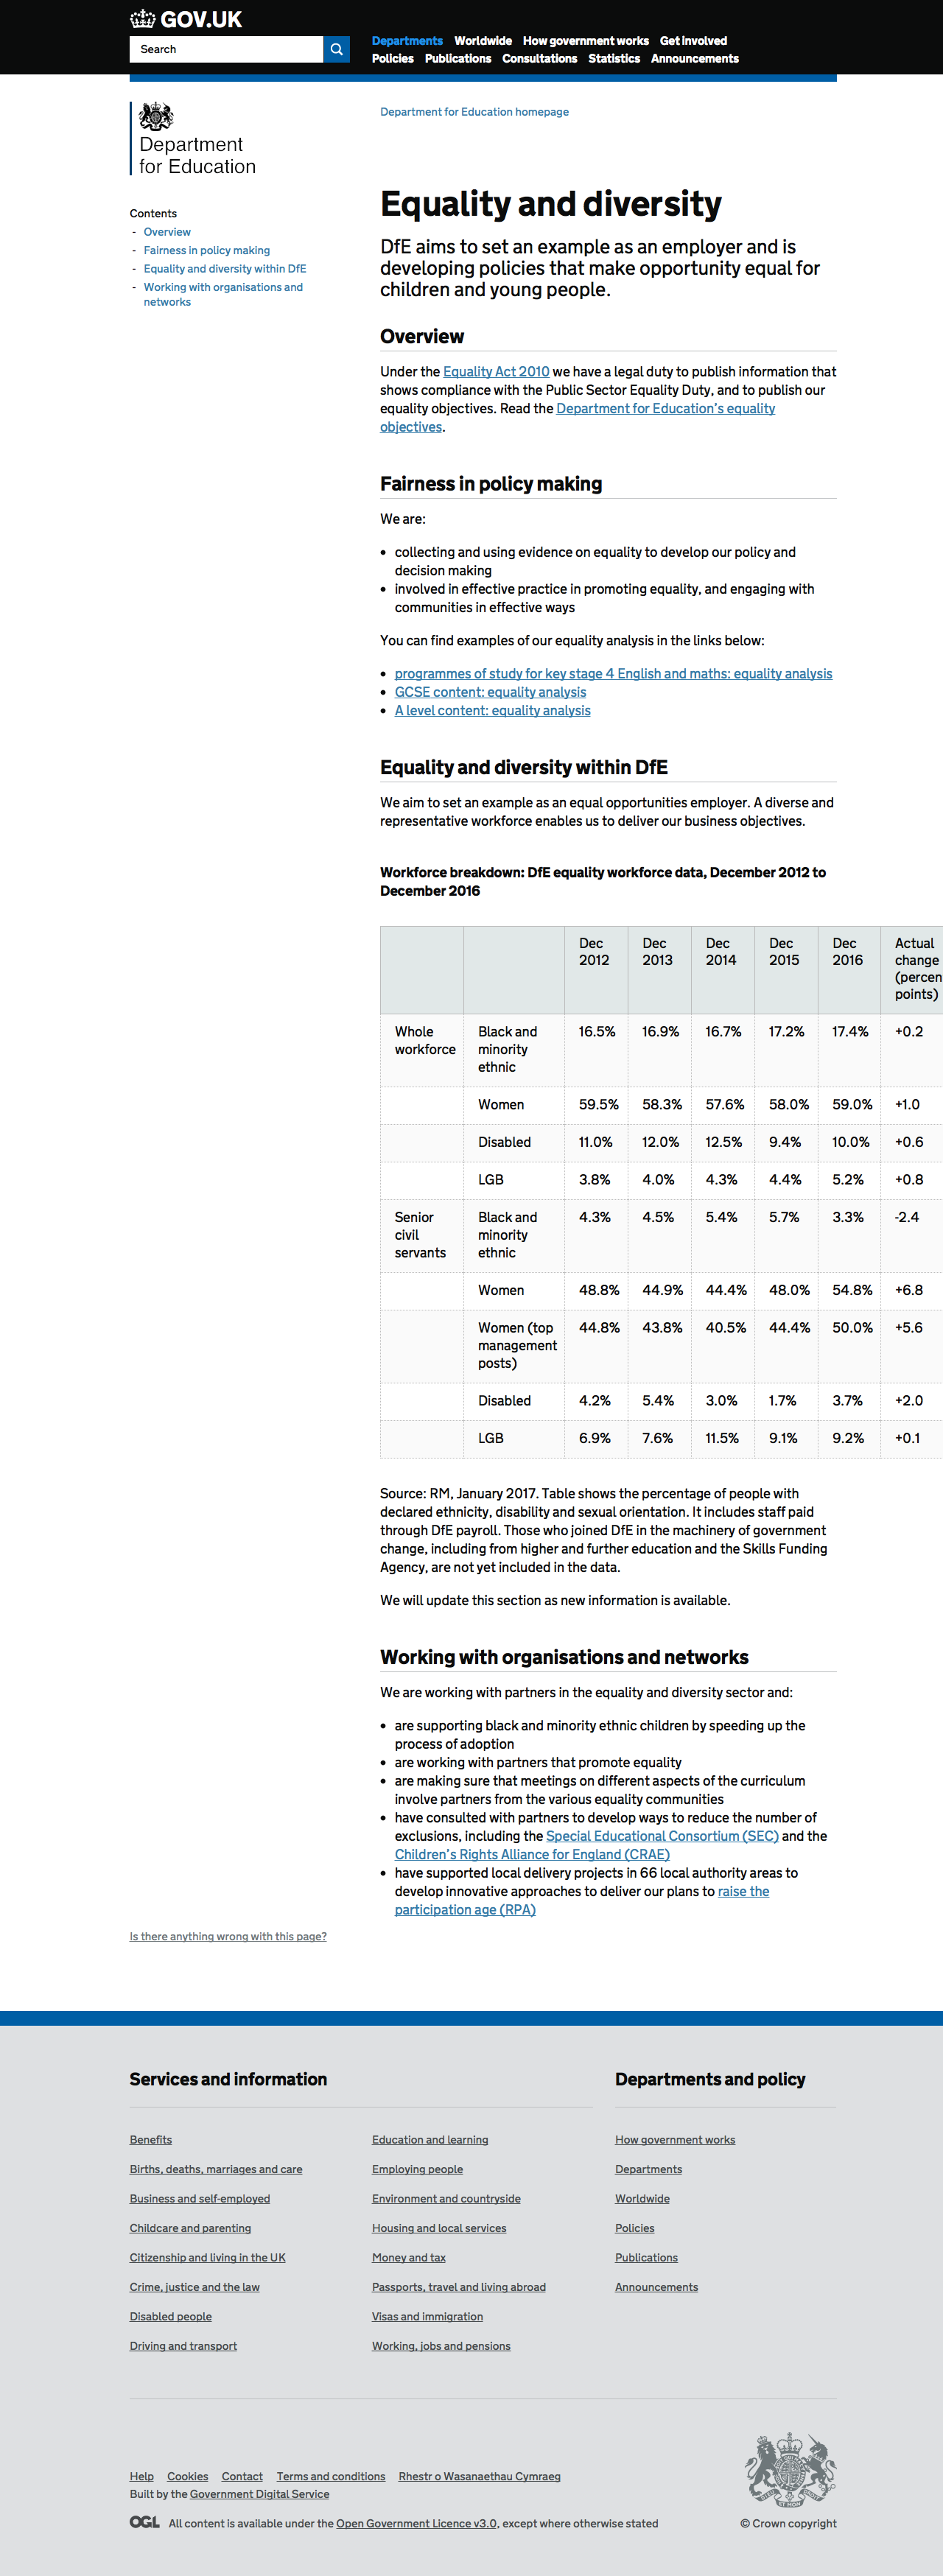 GOV.UK
Search
Departments Worldwide How government works Get involved
Policies Publications Consultations Statistics Announcements
Department
for Education
Department for Education homepage
Contents
- Overview
- Fairness in policy making
- Equality and diversity within DfE
- Working with organisations and
networks
Equality and diversity
DfE aims to set an example as an employer and is
developing policies that make opportunity equal for
children and young people.
Overview
Under the Equality Act 2010 we have a legal duty to publish information that
shows compliance with the Public Sector Equality Duty, and to publish our
equality objectives. Read the Department for Education's equality
objectives.
Fairness in policy making
We are:
• collecting and using evidence on equality to develop our policy and
decision making
• involved in effective practice in promoting equality, and engaging with
communities in effective ways
You can find examples of our equality analysis in the links below:
• programmes of study for key stage 4 English and maths: equality analysis
• GCSE content: equality analysis
• A level content: equality analysis
Equality and diversity within DfE
We aim to set an example as an equal opportunities employer. A diverse and
representative workforce enables us to deliver our business objectives.
Workforce breakdown: DfE equality workforce data, December 2012 to
December 2016
Dec Dec Dec Dec Dec Actual
2012 2013 2014 2015 2016 change
(percen
points)
Whole Black and 16.5% 16.9% 16.7% 17.2% 17.4% +0.2
workforce minority
ethnic
Women 59.5% 58.3% 57.6% 58.0% 59.0% +1.0
Disabled 11.0% 12.0% 12.5% 9.4% 10.0% +0.6
LGB 3.8% 4.0% 4.3% 4.4% 5.2% +0.8
Senior Black and 4.3% 4.5% 5.4% 5.7% 3.3% -2.4
civil minority
servants ethnic
Women 48.8% 44.9% 44.4% 48.0% 54.8% +6.8
Women (top 44.8% 43.8% 40.5% 44.4% 50.0% +5.6
management
posts)
Disabled 4.2% 5.4% 3.0% 1.7% 3.7% +2.0
LGB 6.9% 7.6% 11.5% 9.1% 9.2% +0.1
Source: RM, January 2017. Table shows the percentage of people with
declared ethnicity, disability and sexual orientation. It includes staff paid
through DfE payroll. Those who joined DfE in the machinery of government
change, including from higher and further education and the Skills Funding
Agency, are not yet included in the data.
We will update this section as new information is available.
Working with organisations and networks
We are working with partners in the equality and diversity sector and:
• are supporting black and minority ethnic children by speeding up the
process of adoption
• are working with partners that promote equality
• are making sure that meetings on different aspects of the curriculum
involve partners from the various equality communities
• have consulted with partners to develop ways to reduce the number of
exclusions, including the Special Educational Consortium (SEC) and the
Children's Rights Alliance for England (CRAE)
• have supported local delivery projects in 66 local authority areas to
develop innovative approaches to deliver our plans to raise the
participation age (RPA)
Is there anything wrong with this page?
Services and information Departments and policy
Benefits Education and learning How government works
Births, deaths, marriages and care Employing people Departments
Business and self-employed Environment and countryside Worldwide
Childcare and parenting Housing and local services Policies
Citizenship and living in the UK Money and tax Publications
Crime, justice and the law Passports, travel and living abroad Announcements
Disabled people Visas and immigration
Driving and transport Working, jobs and pensions
Help Cookies Contact Terms and conditions Rhestr o Wasanaethau Cymraeg
Built by the Government Digital Service
OGL All content is available under the Open Government Licence v3.0, except where otherwise stated
© Crown copyright